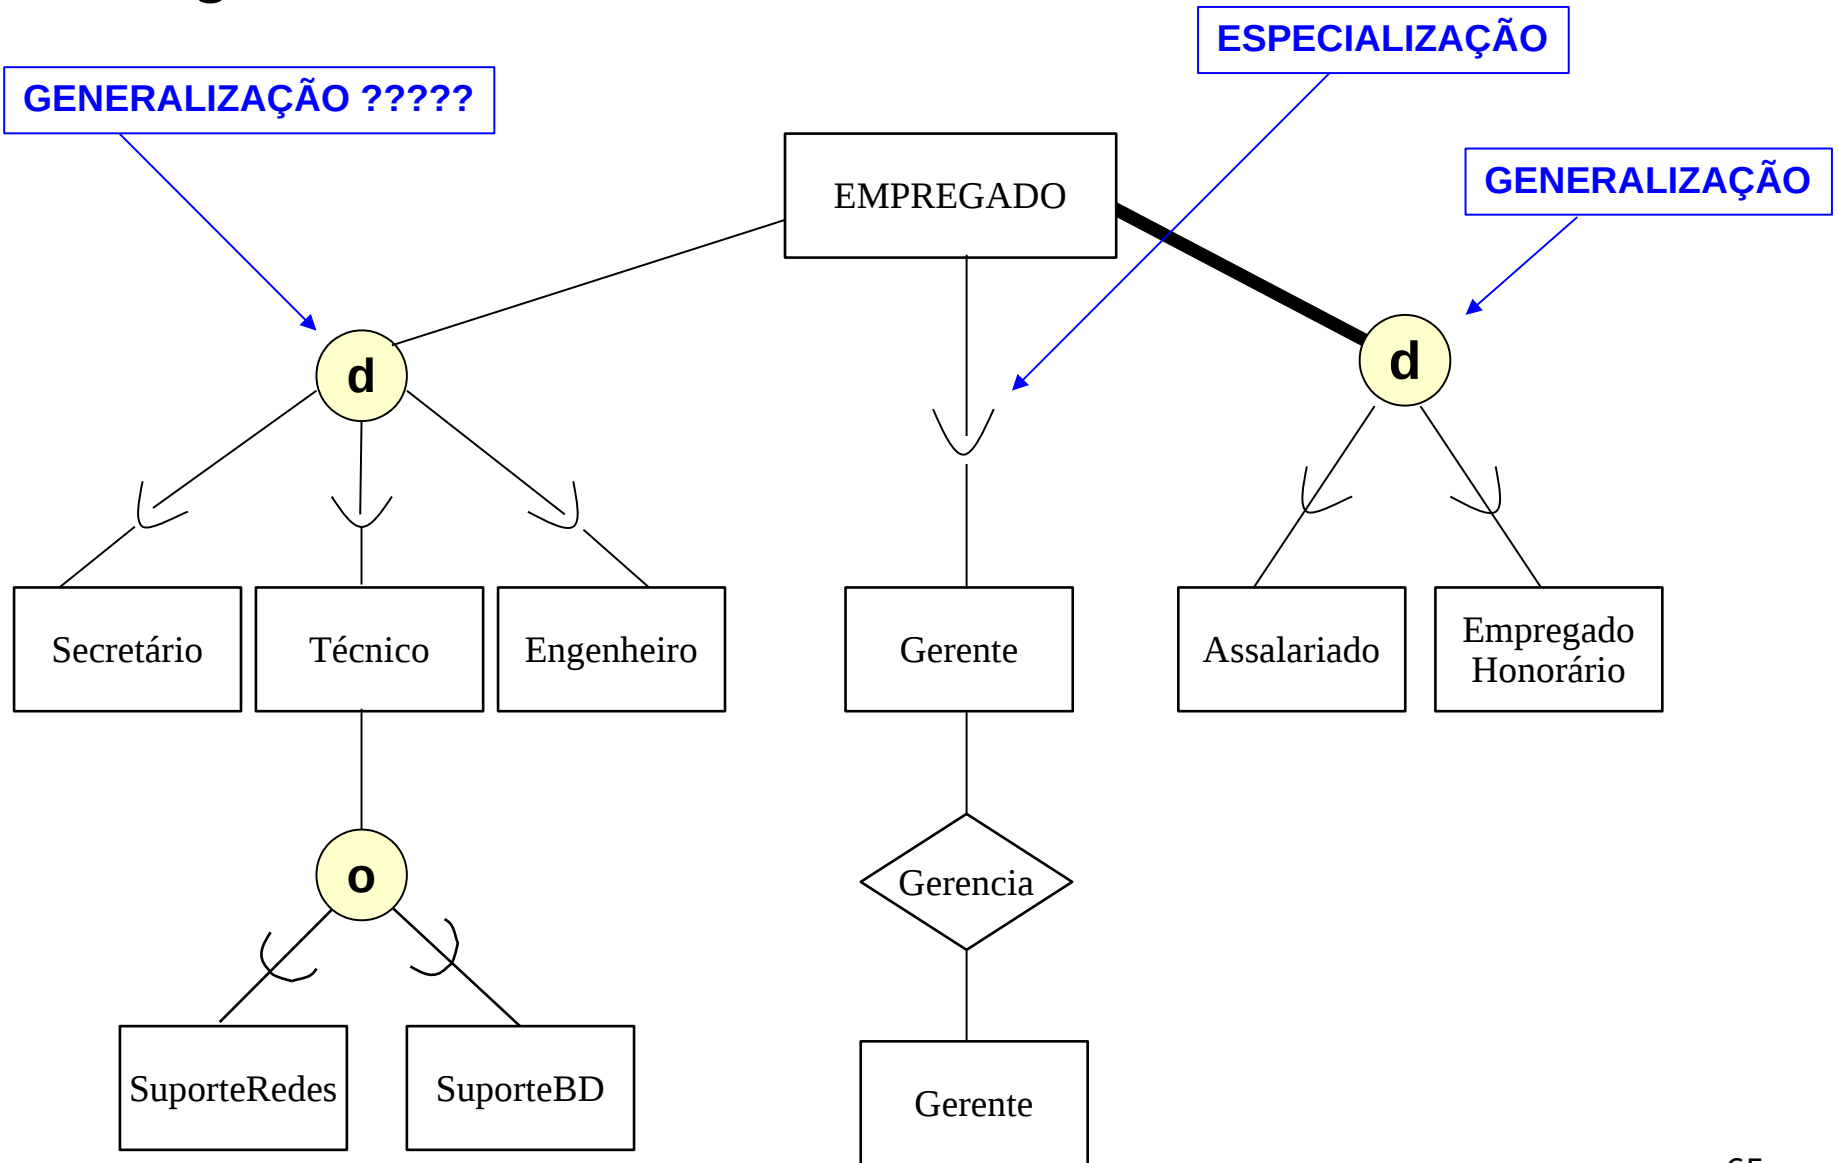 ESPECIALIZAÇÃO
GENERALIZAÇÃO ?????
GENERALIZAÇÃO
EMPREGADO
d
d
Secretário
Técnico
Engenheiro
Gerente
Assalariado
Empregado
Honorário
o
Gerencia
SuporteRedes
SuporteBD
Gerente